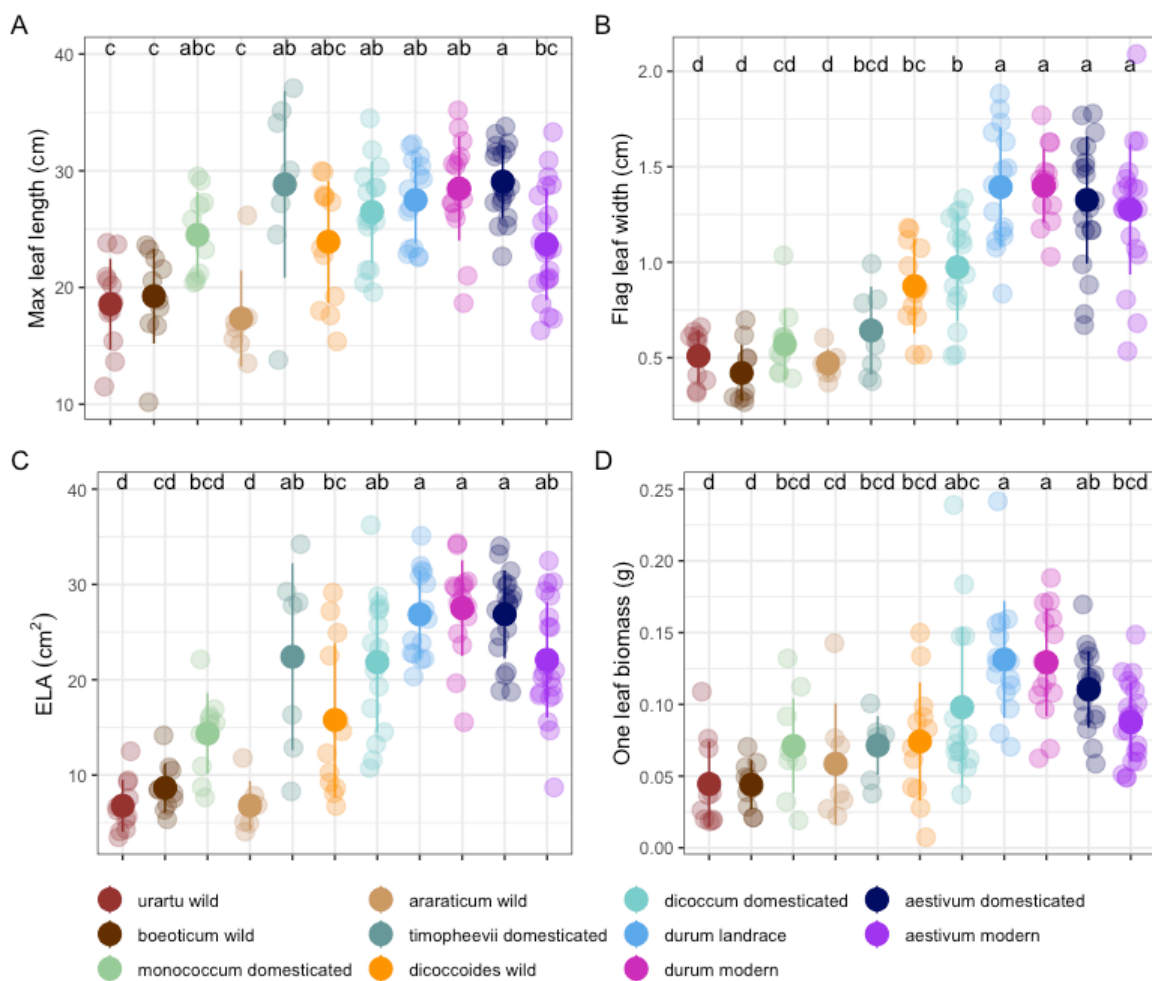 A
c c abc c ab abc ab ab ab a bc
40
30
20
10
Max leaf length (cm)
B
d d cd d bcd bc b a a a a
2.0
1.5
1.0
0.5
Flag leaf width (cm)
C
d cd bcd d ab bc ab a a a ab
40
30
20
10
ELA (cm²)
D
d d bcd cd bcd bcd abc a a ab bcd
0.25
0.20
0.15
0.10
0.05
0.00
One leaf biomass (g)
urartu wild
boeoticum wild
monococcum domesticated
araraticum wild
timopheevii domesticated
dicoccoides wild
dicoccum domesticated
durum landrace
durum modern
aestivum domesticated
aestivum modern